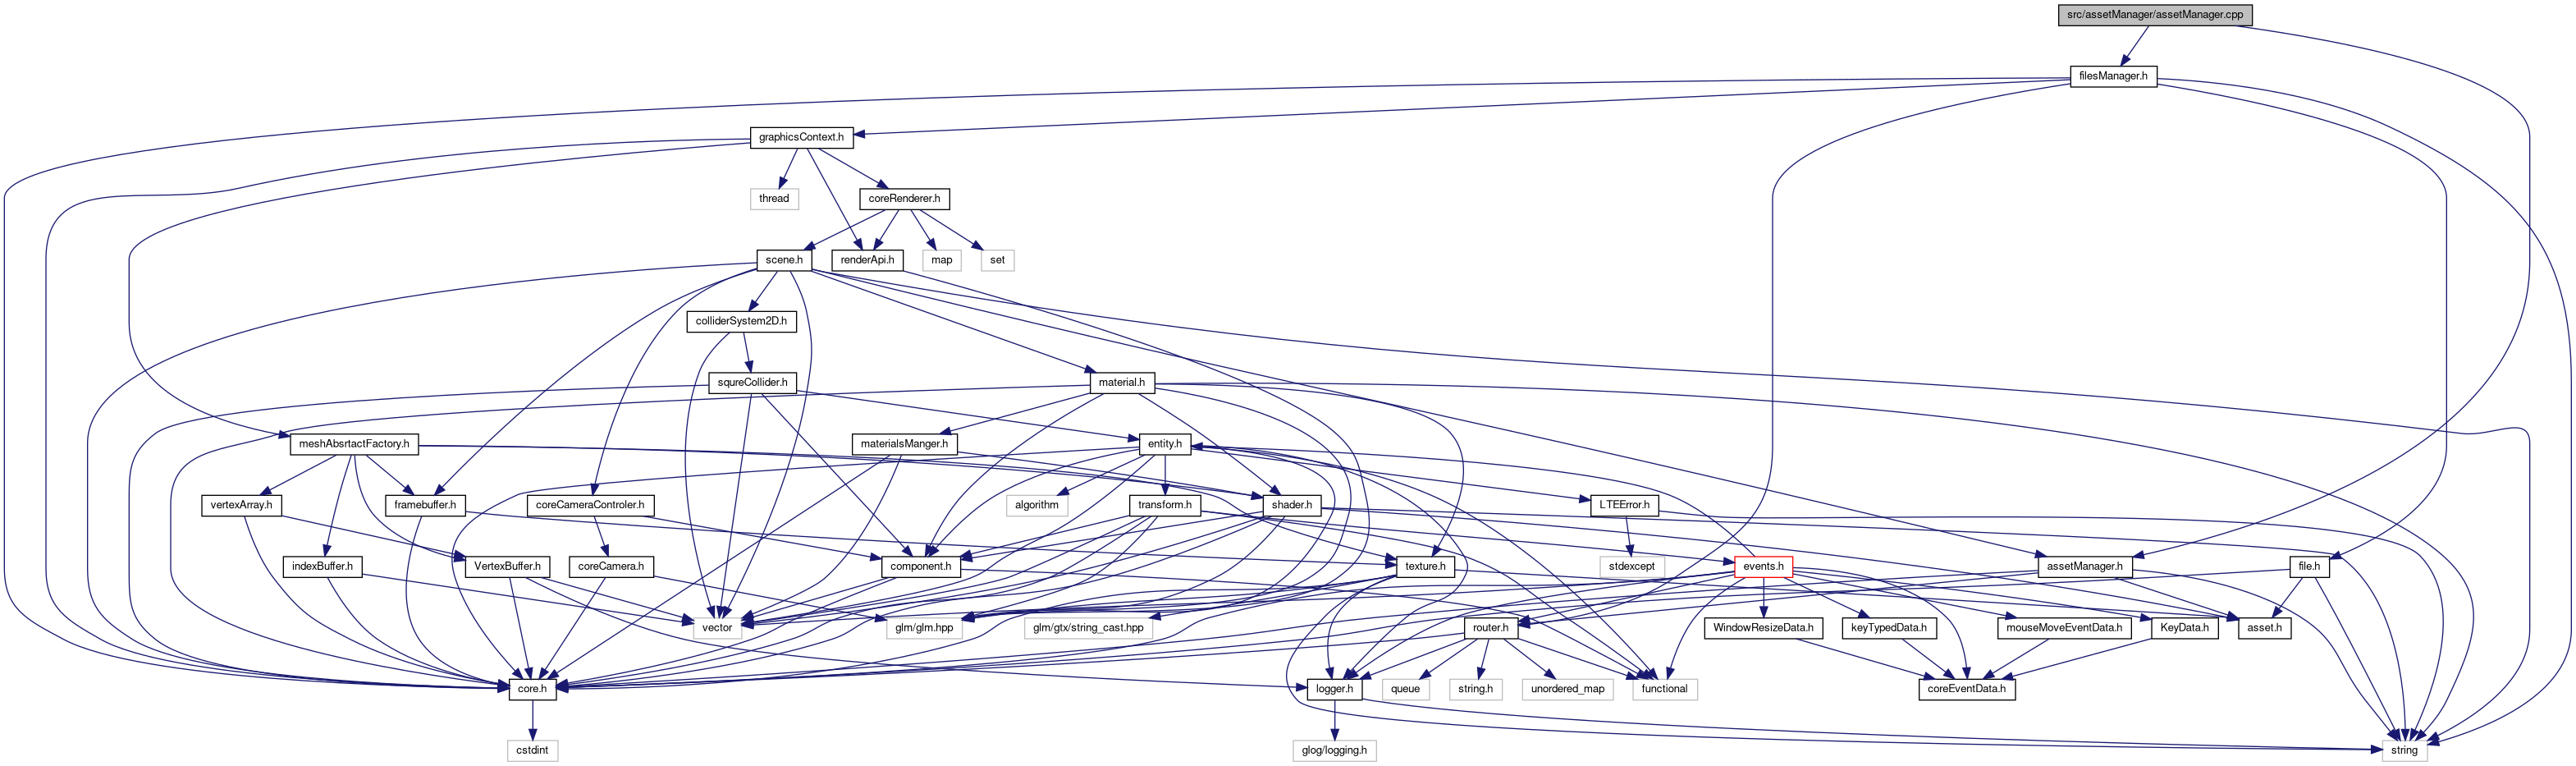 src/assetManager/assetManager.cpp
filesManager.h
graphicsContext.h
thread
coreRenderer.h
scene.h
renderApi.h
map
set
colliderSystem2D.h
squreCollider.h
material.h
meshAbsrtactFactory.h
materialsManger.h
entity.h
vertexArray.h
framebuffer.h
coreCameraControler.h
algorithm
transform.h
shader.h
LTEError.h
indexBuffer.h
VertexBuffer.h
coreCamera.h
component.h
stdexcept
texture.h
events.h
assetManager.h
file.h
vector
glm/glm.hpp
glm/gtx/string_cast.hpp
router.h
WindowResizeData.h
keyTypedData.h
mouseMoveEventData.h
KeyData.h
asset.h
core.h
logger.h
queue
string.h
unordered_map
functional
coreEventData.h
cstdint
glog/logging.h
string